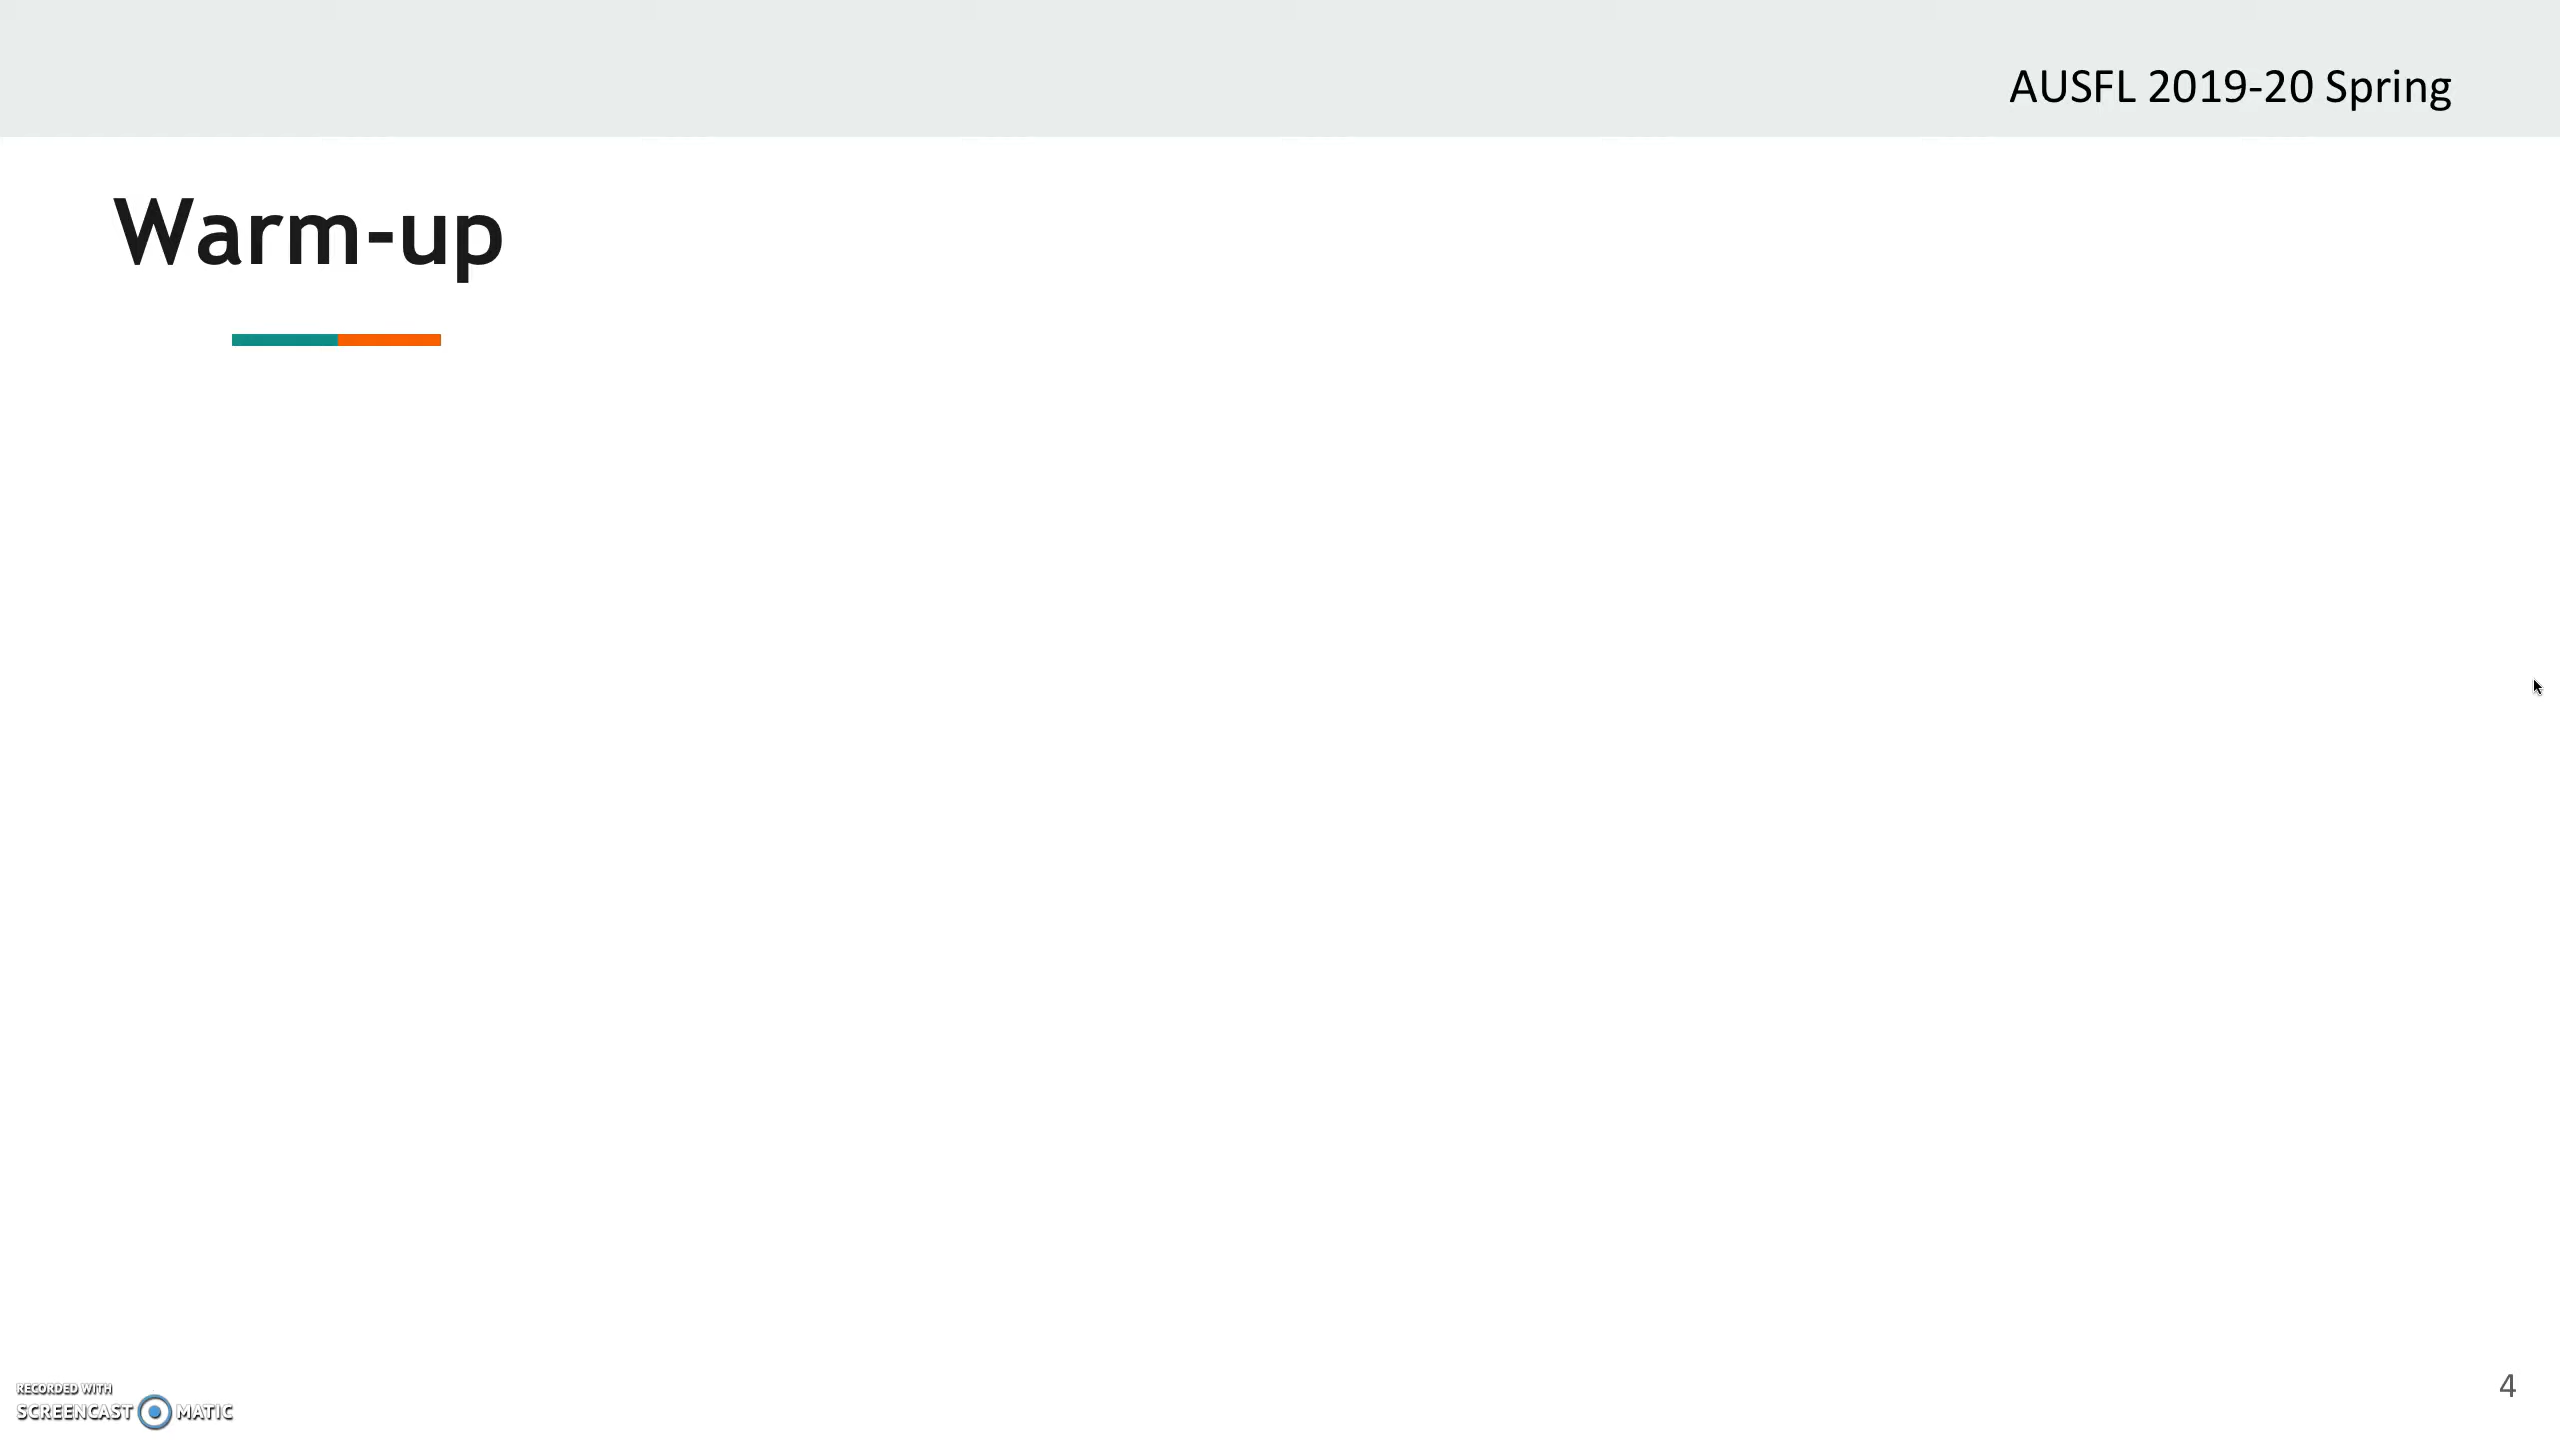 AUSFL 2019-20 Spring
Warm-up
RECORDED WITH
SCREENCAST MATIC
4